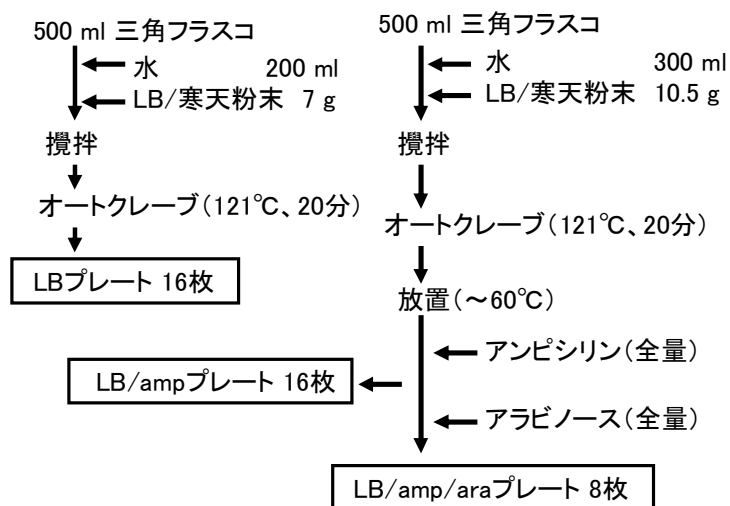 500 ml 三角フラスコ
水 200 ml
LB/寒天粉末 7 g
攪拌
オートクレーブ(121℃、20分)
LBプレート 16枚
500 ml 三角フラスコ
水 300 ml
LB/寒天粉末 10.5 g
攪拌
オートクレーブ(121℃、20分)
放置(～60℃)
アンピシリン(全量)
LB/ampプレート 16枚
アラビノース(全量)
LB/amp/araプレート 8枚